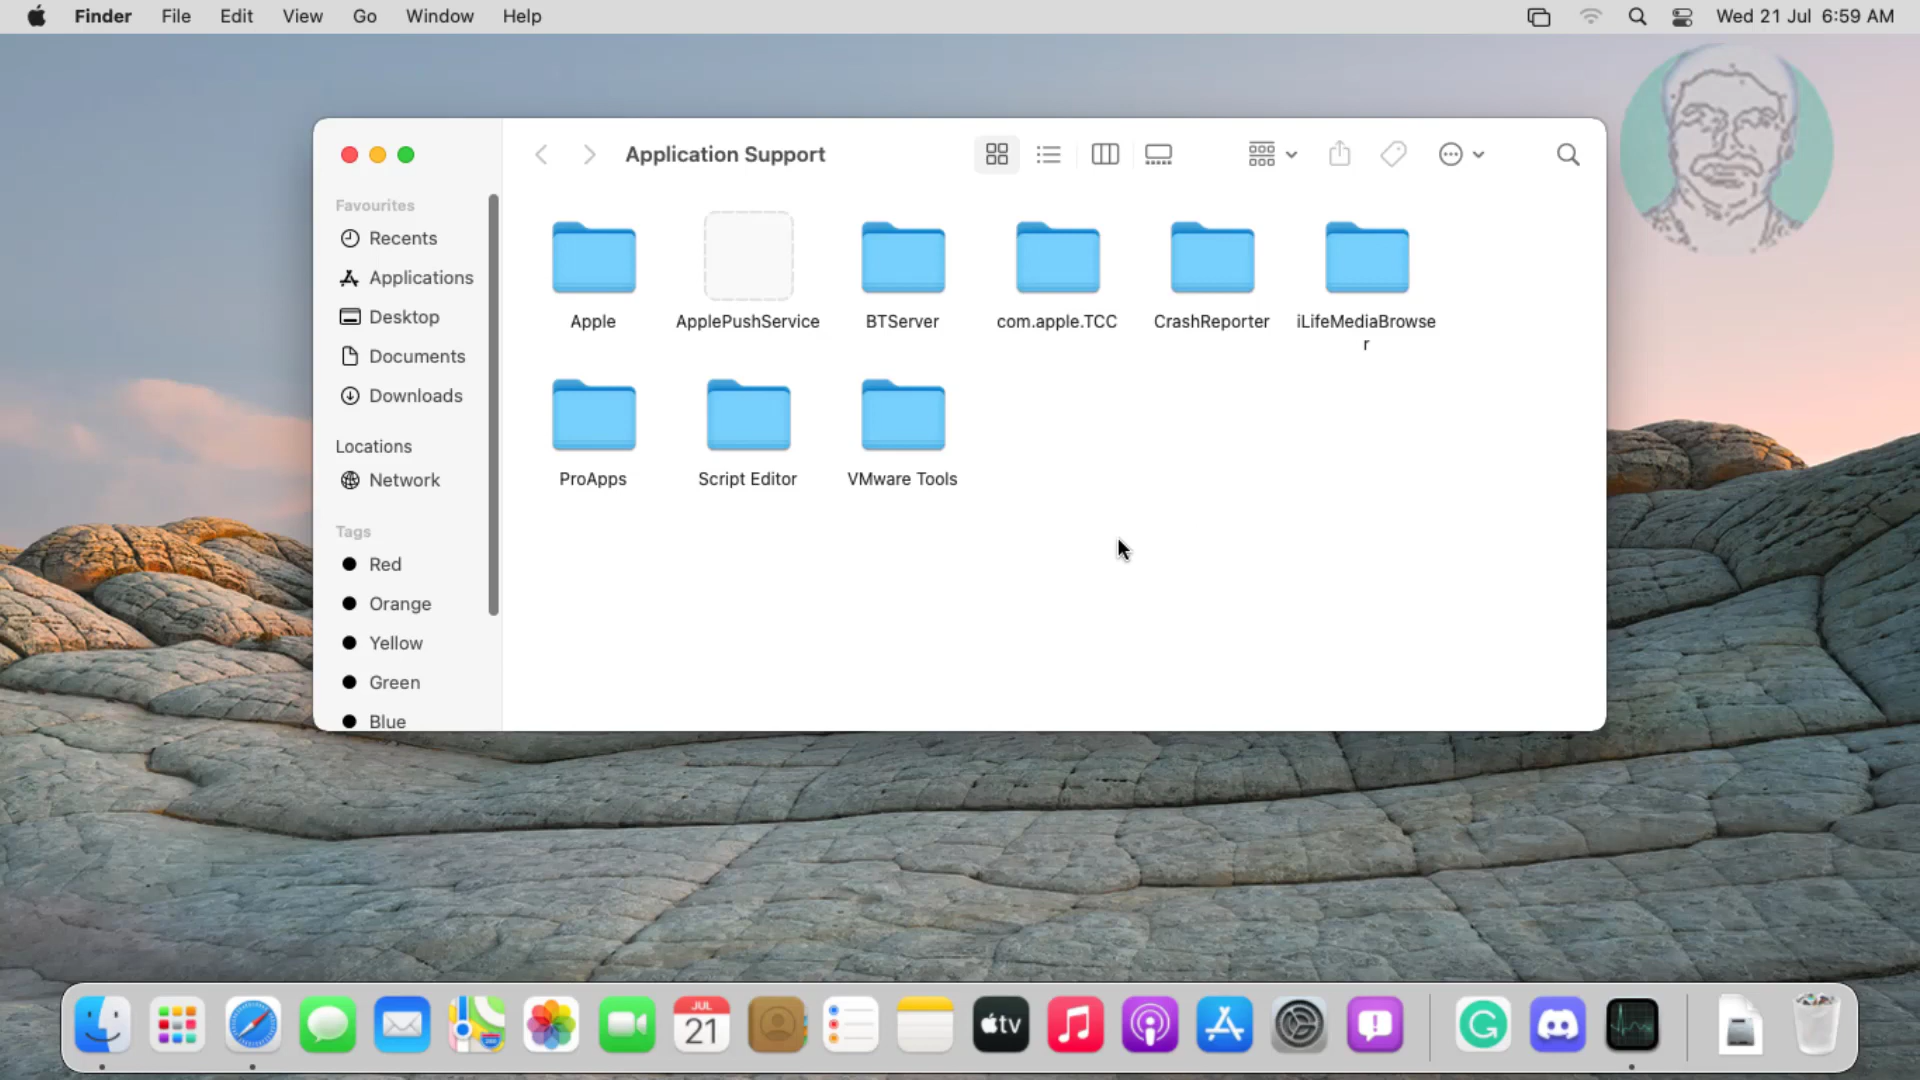 Finder File Edit View Go Window Help Wed 21 Jul 6:59 AM
Application Support
Favourites
Recents
Applications
Desktop
Documents
Downloads
Locations
Network
Tags
Red
Orange
Yellow
Green
Blue
Apple ApplePushService BTServer com.apple.TCC CrashReporter iLifeMediaBrowse
r
ProApps Script Editor VMware Tools
JUL
21
tv